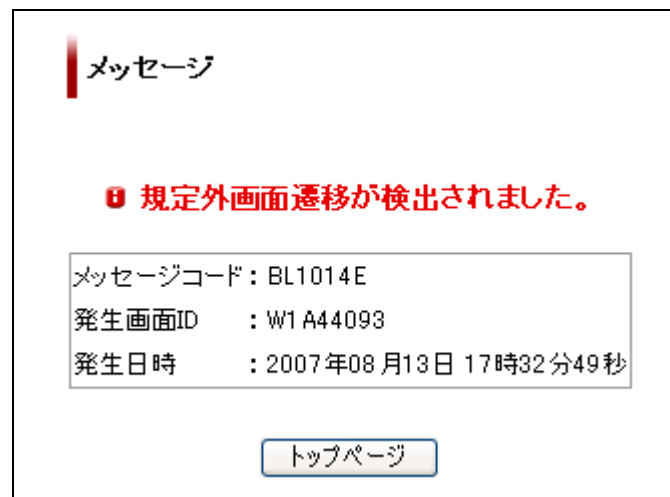 メッセージ
規定外画面遷移が検出されました。
メッセージコード:BL1014E
発生画面ID :W1A44093
発生日時 :2007年08月13日 17時32分49秒
トップページ